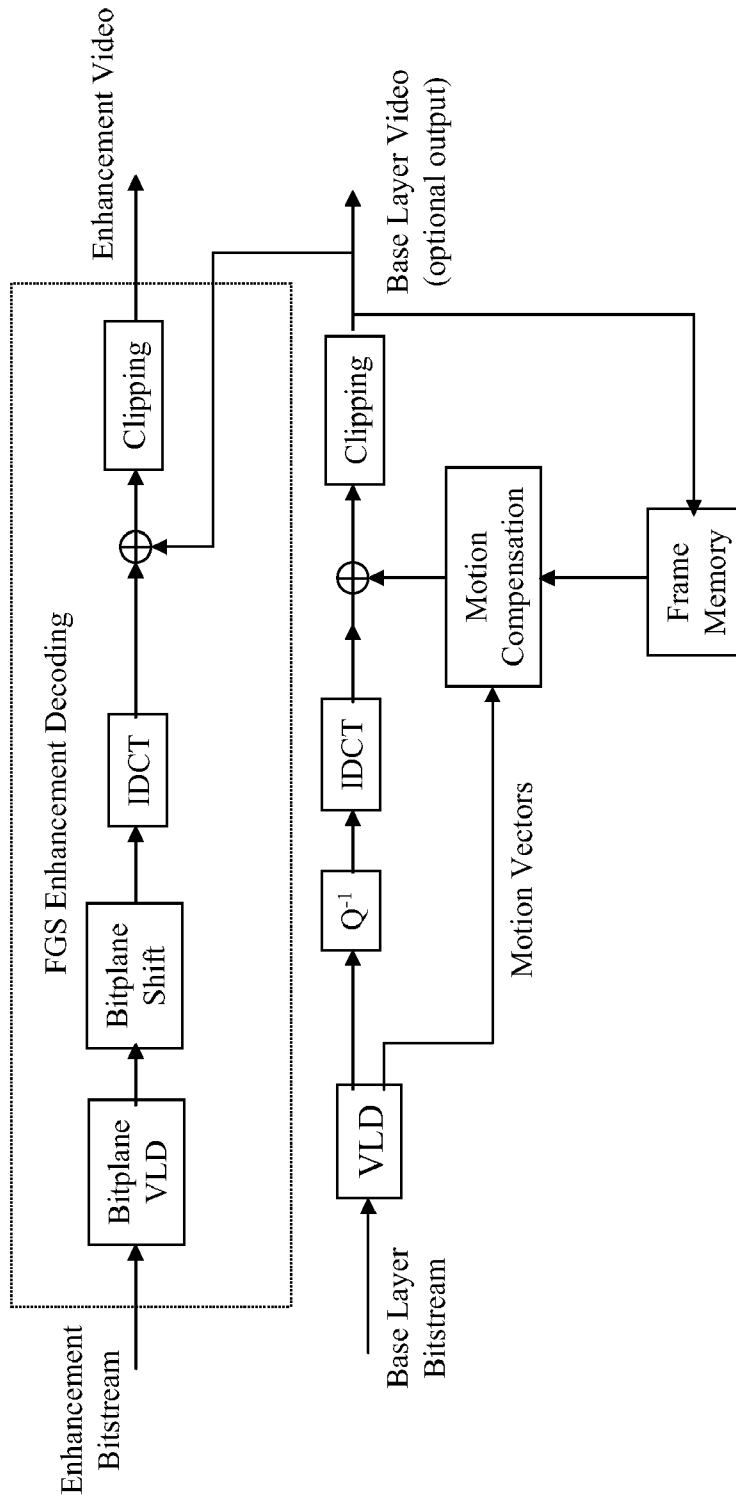 Enhancement
Bitstream
FGS Enhancement Decoding
Bitplane
VLD
Bitplane
Shift
IDCT
Clipping
Enhancement Video
Base Layer
Bitstream
VLD
Q⁻¹
IDCT
Clipping
Base Layer Video
(optional output)
Motion
Compensation
Motion Vectors
Frame
Memory